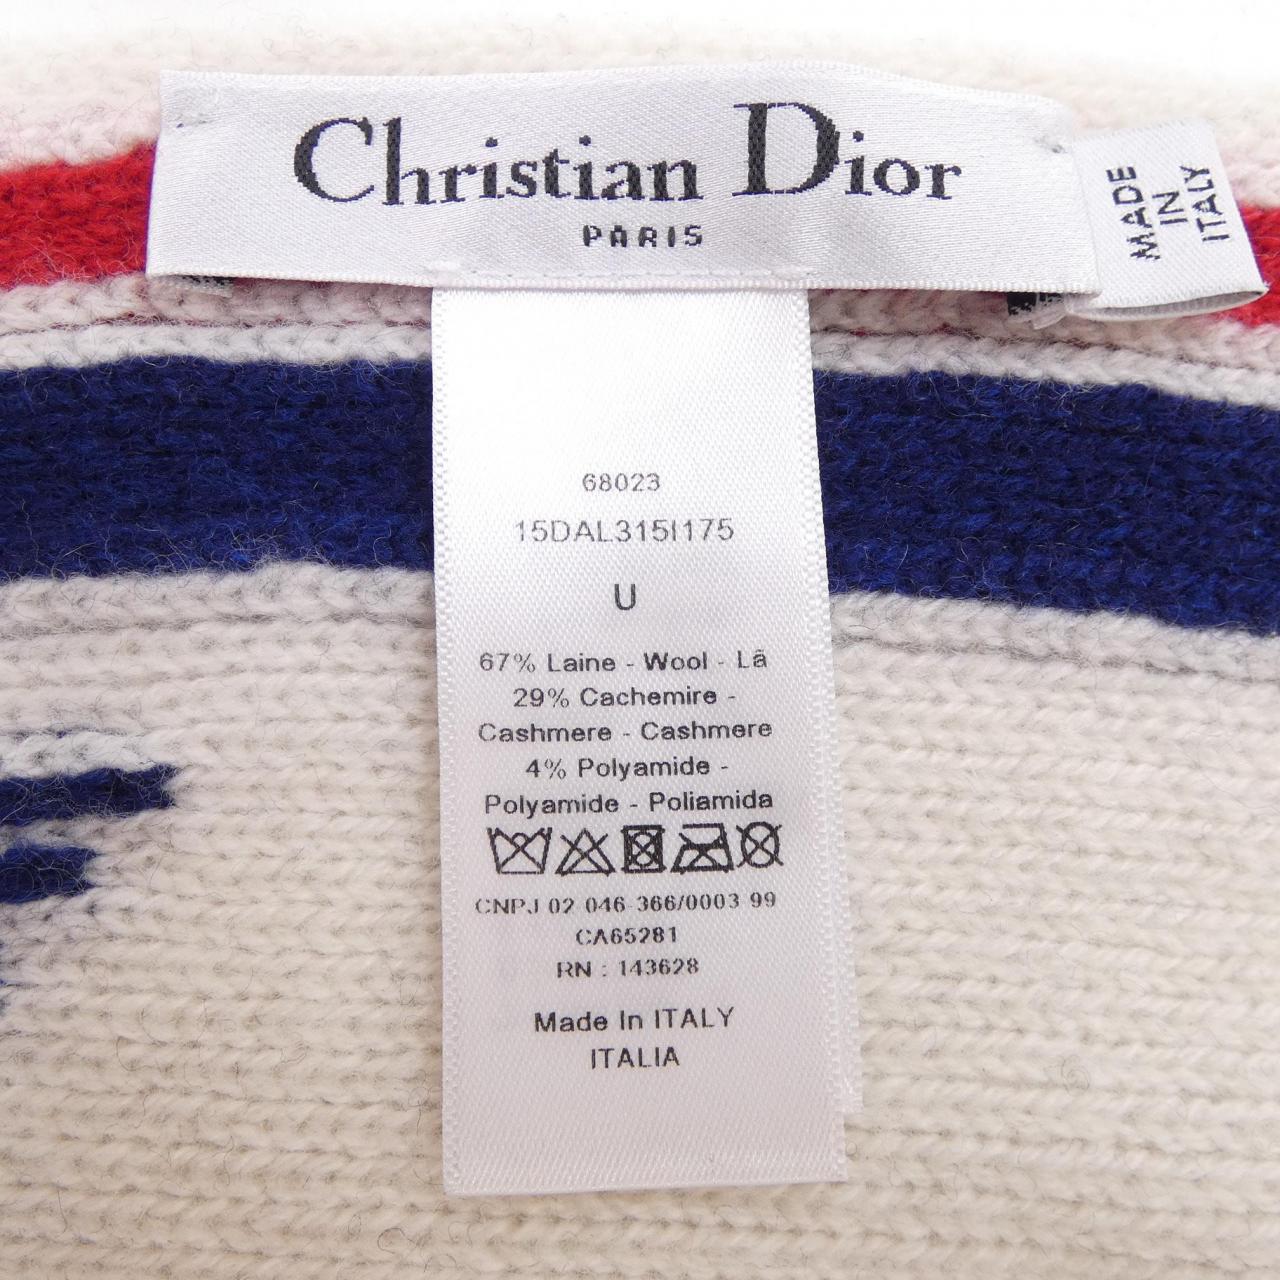 Christian Dior
PARIS
MADE
IN
ITALY
68023
15DAL315I175
U
67% Laine - Wool - Lã
29% Cachemire -
Cashmere - Cashmere
4% Polyamide -
Polyamide - Poliamida
CNPJ 02 046 366/0003 99
CA65281
RN : 143628
Made In ITALY
ITALIA